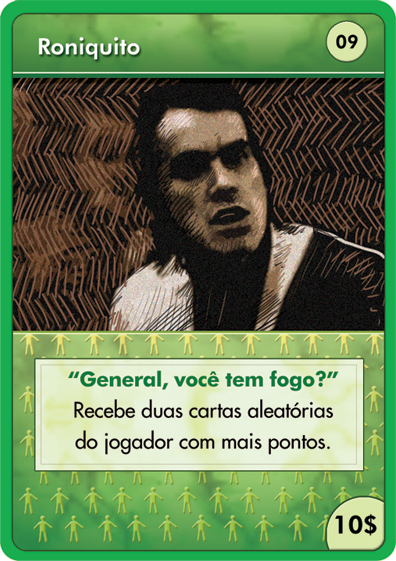 Roniquito
09
“General, você tem fogo?”
Recebe duas cartas aleatórias
do jogador com mais pontos.
10$